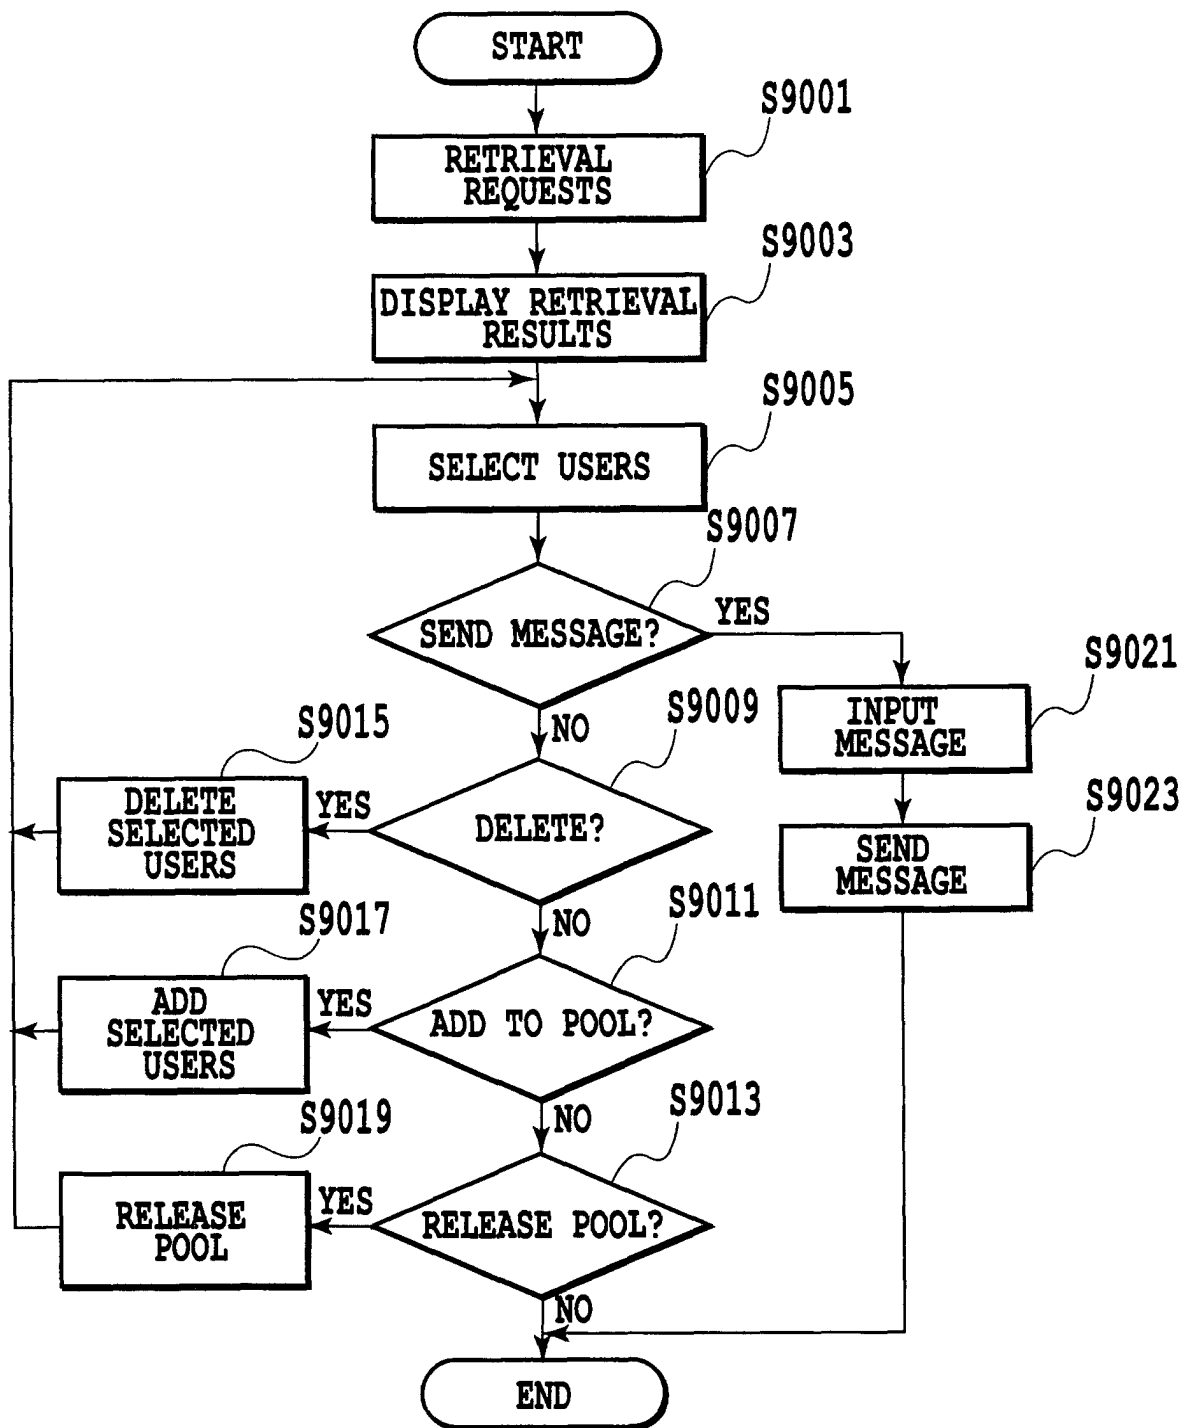 START
S9001
RETRIEVAL
REQUESTS
S9003
DISPLAY RETRIEVAL
RESULTS
S9005
SELECT USERS
S9007
SEND MESSAGE?
YES
S9021
INPUT
MESSAGE
NO
S9009
S9015
DELETE
SELECTED
USERS
YES
DELETE?
S9023
SEND
MESSAGE
NO
S9011
S9017
ADD
SELECTED
USERS
YES
ADD TO POOL?
NO
S9013
S9019
RELEASE
POOL
YES
RELEASE POOL?
NO
END